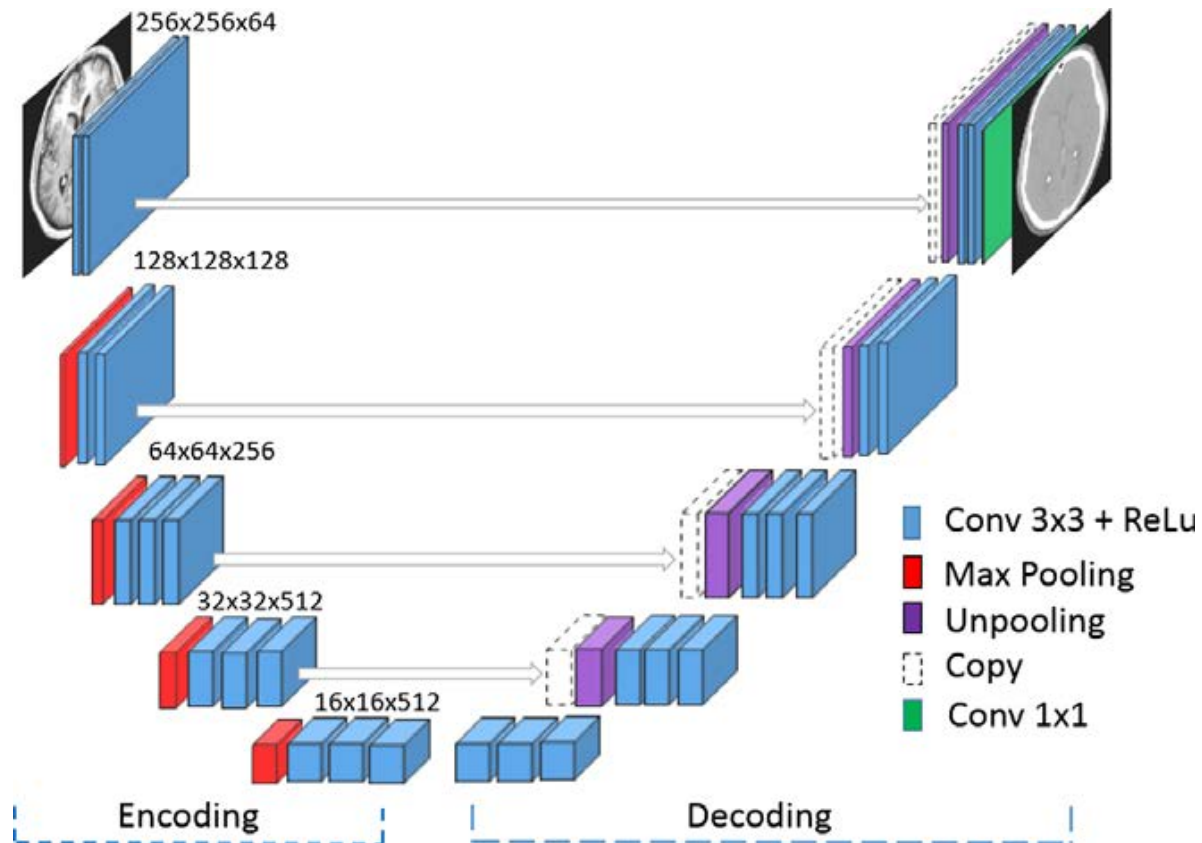 256x256x64
128x128x128
64x64x256
32x32x512
16x16x512
Conv 3x3 + ReLu
Max Pooling
Unpooling
Copy
Conv 1x1
Encoding
Decoding